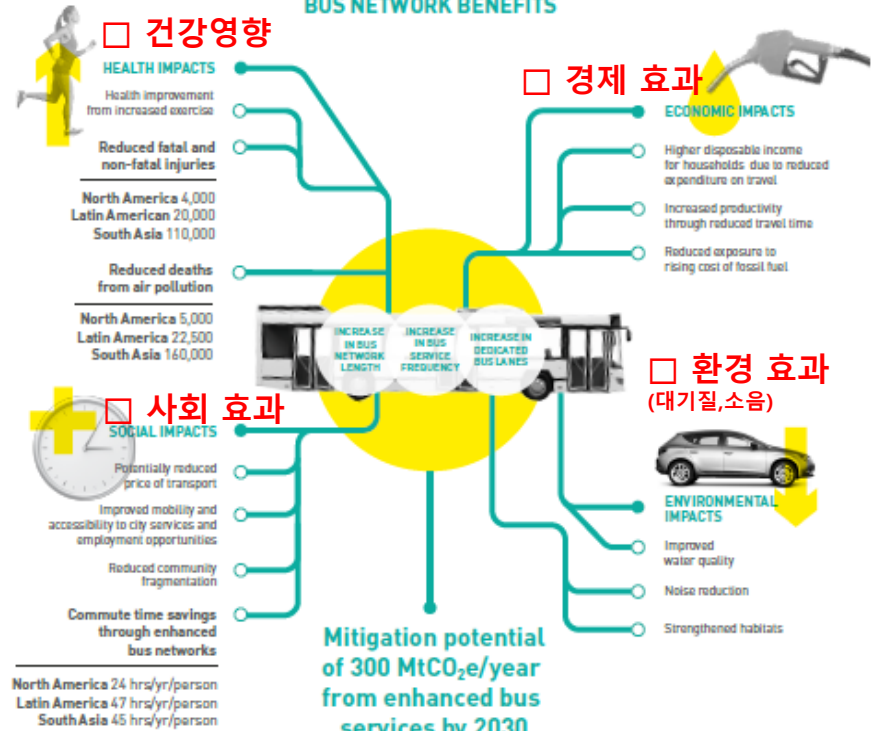 BUS NETWORK BENEFITS
□ 건강영향
HEALTH IMPACTS
Health improvement
from increased exercise
Reduced fatal and
non-fatal injuries
North America 4,000
Latin American 20,000
South Asia 110,000
Reduced deaths
from air pollution
North America 5,000
Latin America 22,500
South Asia 160,000
□ 경제 효과
ECONOMIC IMPACTS
Higher disposable income
for households due to reduced
expenditure on travel
Increased productivity
through reduced travel time
Reduced exposure to
rising cost of fossil fuel
INCREASE
IN BUS
NETWORK
LENGTH
INCREASE
IN BUS
SERVICE
FREQUENCY
INCREASE IN
DEDICATED
BUS LANES
□ 사회 효과
SOCIAL IMPACTS
Potentially reduced
price of transport
Improved mobility and
accessibility to city services and
employment opportunities
Reduced community
fragmentation
Commute time savings
through enhanced
bus networks
North America 24 hrs/yr/person
Latin America 47 hrs/yr/person
South Asia 45 hrs/yr/person
□ 환경 효과
(대기질,소음)
ENVIRONMENTAL
IMPACTS
Improved
water quality
Noise reduction
Strengthened habitats
Mitigation potential
of 300 MtCO₂e/year
from enhanced bus
services by 2030